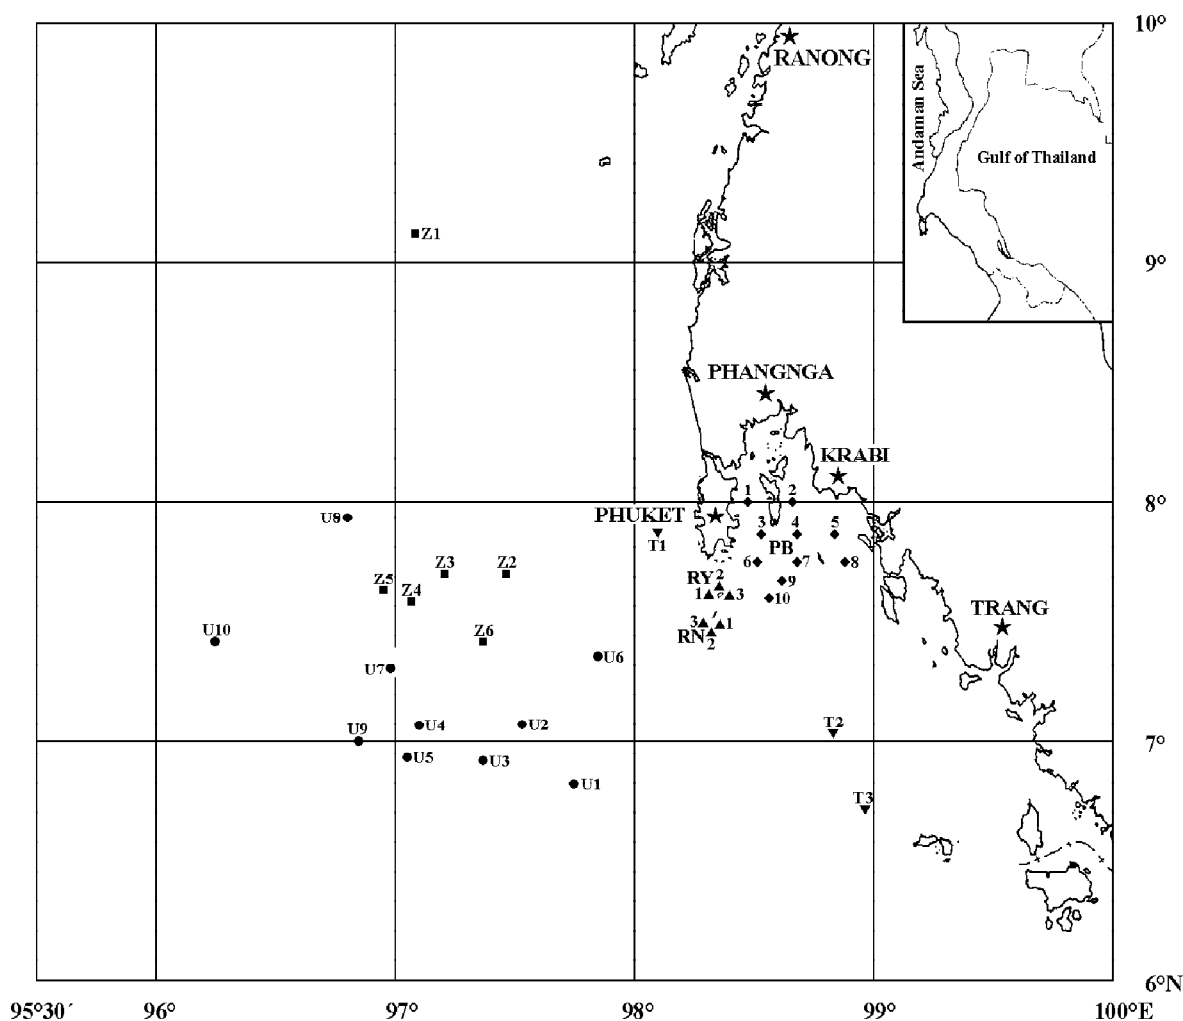 10°
RANONG
Andaman Sea
Gulf of Thailand
Z1
9°
PHANGNGA
KRABI
1
2
8°
U8
PHUKET
T1
3
4
5
PB
Z3
Z2
6
7
8
Z5
Z4
RY
2
1
3
9
10
U10
Z6
3
1
RN
2
TRANG
U7
U6
U9
U4
U2
T2
7°
U5
U3
U1
T3
6°N
95°30´
96°
97°
98°
99°
100°E